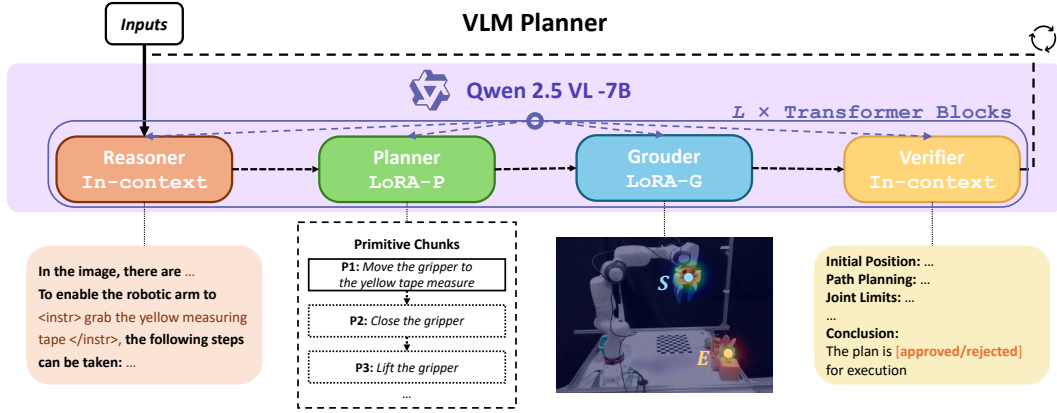 VLM Planner
Inputs
Qwen 2.5 VL -7B
L × Transformer Blocks
Reasoner
In-context
Planner
LoRA-P
Grouder
LoRA-G
Verifier
In-context
In the image, there are …
To enable the robotic arm to
<instr> grab the yellow measuring
tape </instr>, the following steps
can be taken: …
Primitive Chunks
P1: Move the gripper to
the yellow tape measure
P2: Close the gripper
P3: Lift the gripper
…
S
E
Initial Position: …
Path Planning: …
Joint Limits: …
…
Conclusion:
The plan is [approved/rejected]
for execution